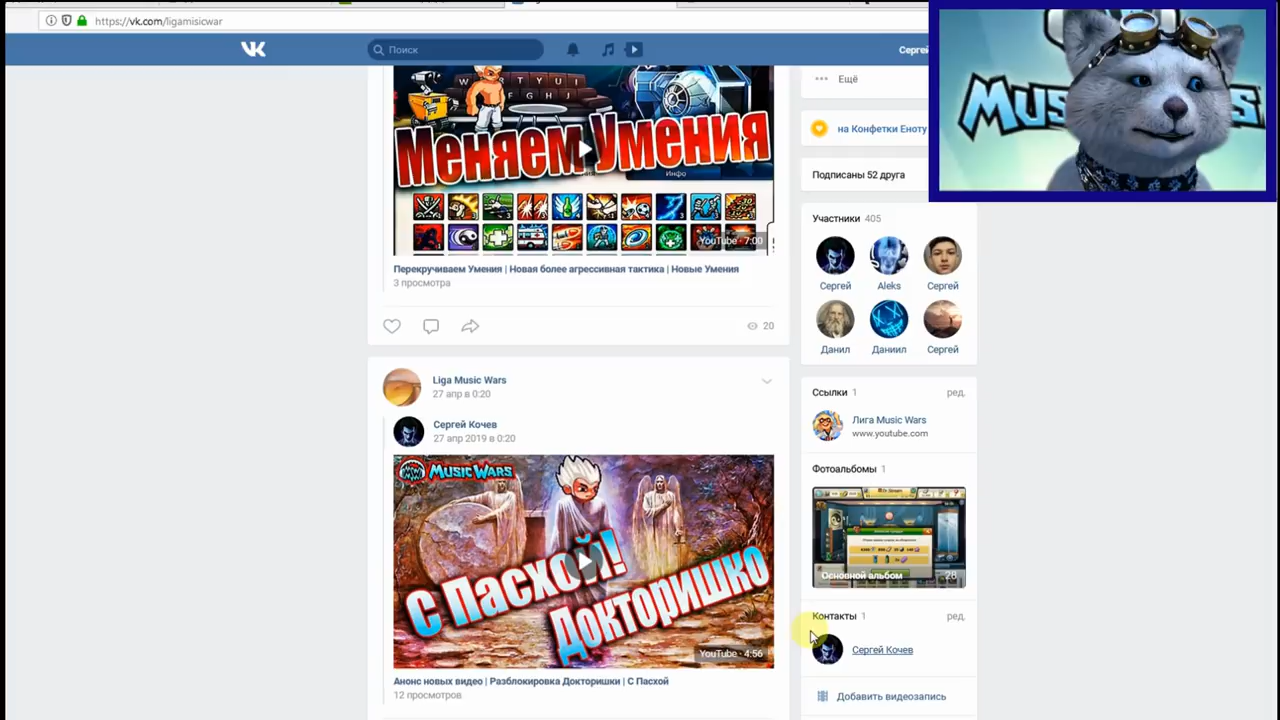 https://vk.com/ligamisicwar
Поиск
Сергей
W E R T Y U
F G H J
Меняем Умения
Инфо
YouTube · 7:00
Перекручиваем Умения | Новая более агрессивная тактика | Новые Умения
3 просмотра
20
Liga Music Wars
27 апр в 0:20
Сергей Кочев
27 апр 2019 в 0:20
MUSIC WARS
С Пасхой!
Докторишко
YouTube · 4:56
Анонс новых видео | Разблокировка Докторишки | С Пасхой
12 просмотров
Ещё
на Конфетки Еноту
Подписаны 52 друга
Участники 405
Сергей Aleks Сергей
Данил Даниил Сергей
Ссылки 1 ред.
Лига Music Wars
www.youtube.com
Фотоальбомы 1
Основной альбом 26
Контакты 1 ред.
Сергей Кочев
Добавить видеозапись